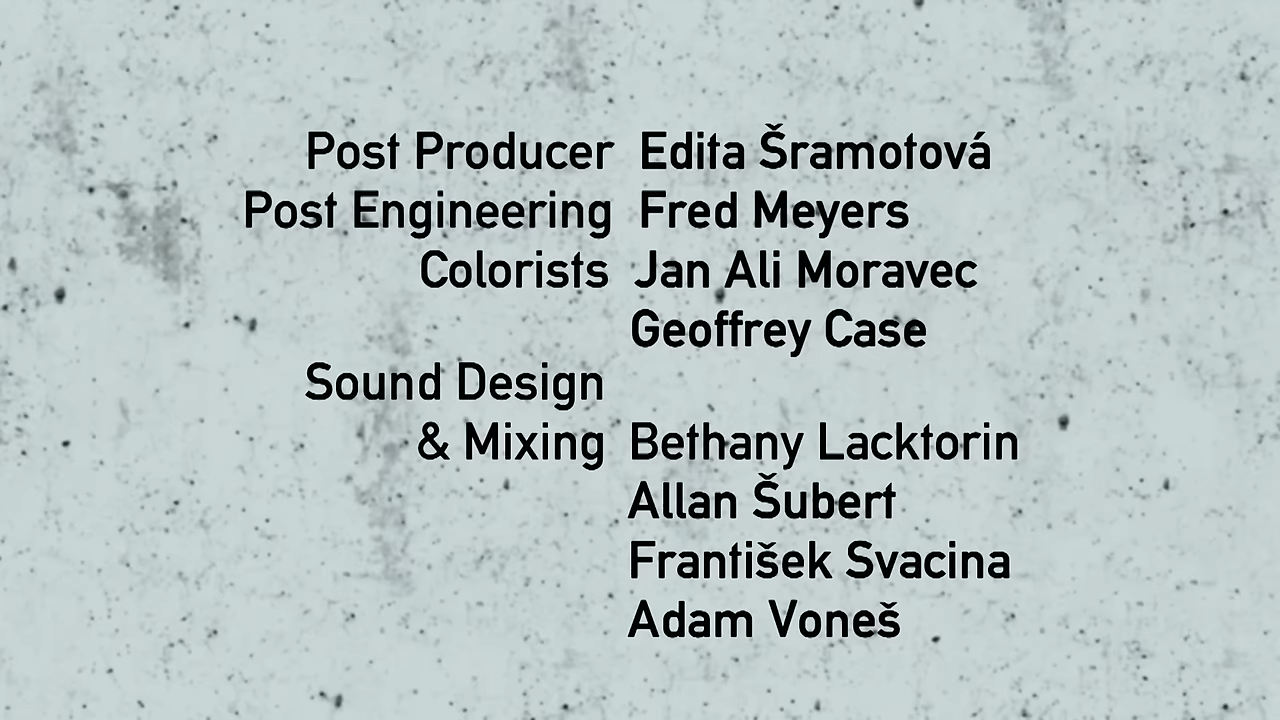 Post Producer Edita Šramotová
Post Engineering Fred Meyers
Colorists Jan Ali Moravec
Geoffrey Case
Sound Design
& Mixing Bethany Lacktorin
Allan Šubert
František Svacina
Adam Voneš